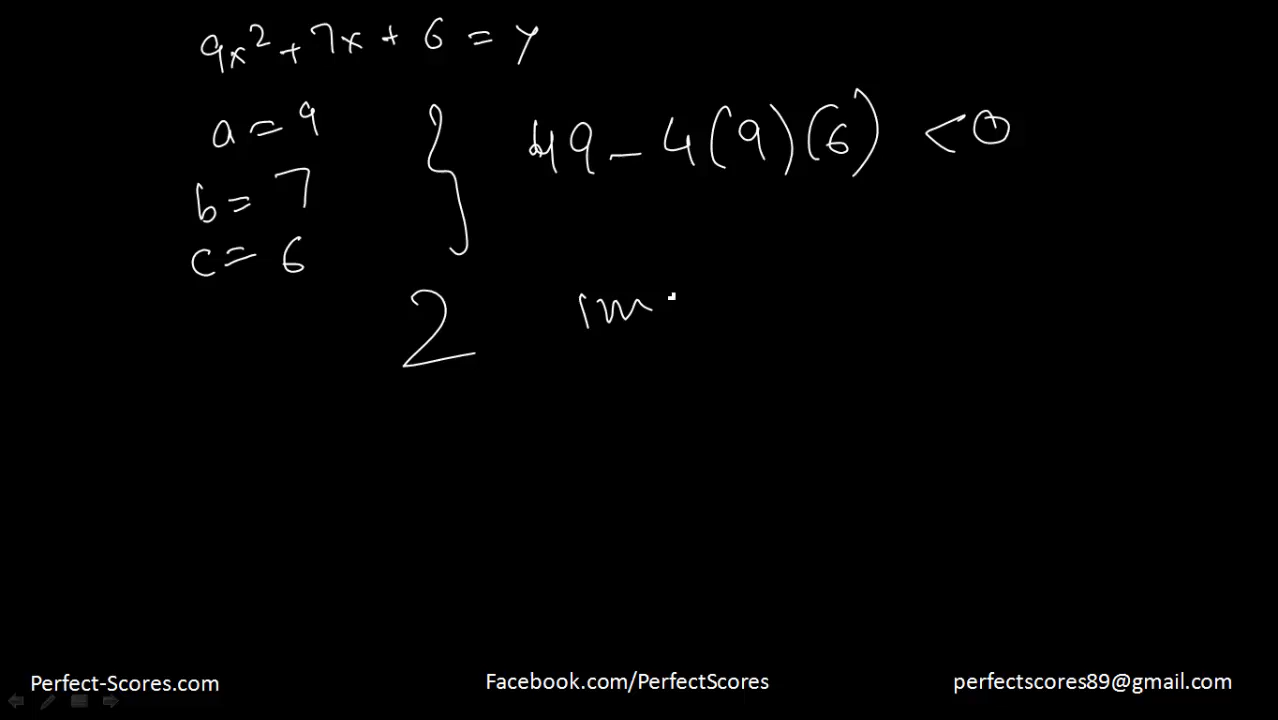 9x² + 7x + 6 = y
a = 9
b = 7
c = 6
49 - 4(9)(6) < 0
2 im
Perfect-Scores.com
Facebook.com/PerfectScores
perfectscores89@gmail.com